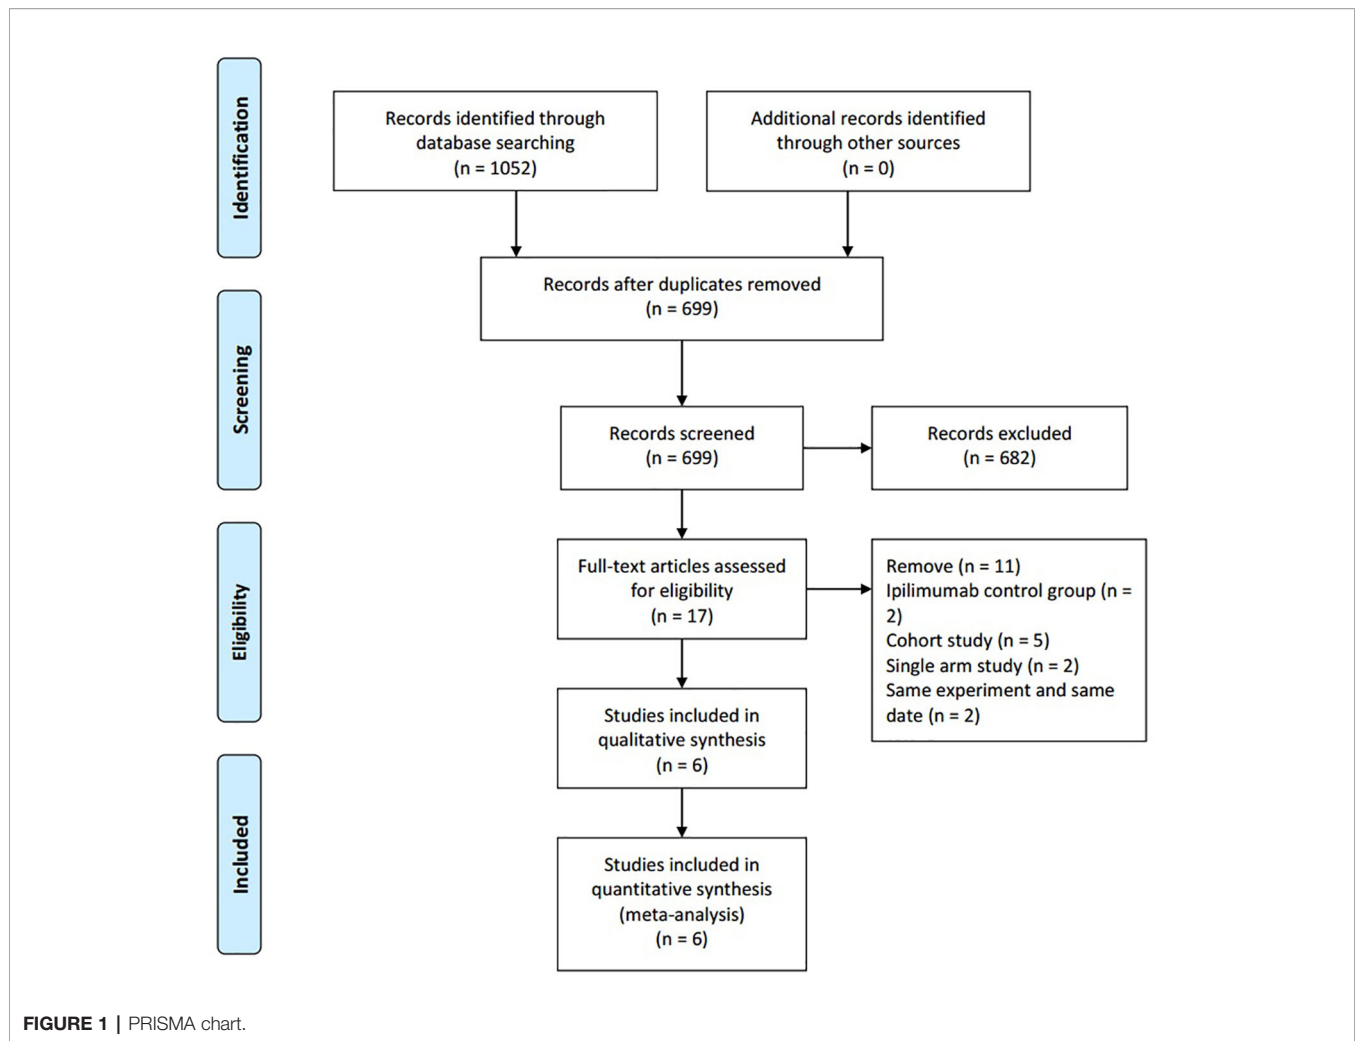 Identification
Records identified through
database searching
(n = 1052)
Additional records identified
through other sources
(n = 0)
Records after duplicates removed
(n = 699)
Screening
Records screened
(n = 699)
Records excluded
(n = 682)
Eligibility
Full-text articles assessed
for eligibility
(n = 17)
Remove (n = 11)
Ipilimumab control group (n =
2)
Cohort study (n = 5)
Single arm study (n = 2)
Same experiment and same
date (n = 2)
Studies included in
qualitative synthesis
(n = 6)
Included
Studies included in
quantitative synthesis
(meta-analysis)
(n = 6)
FIGURE 1 | PRISMA chart.